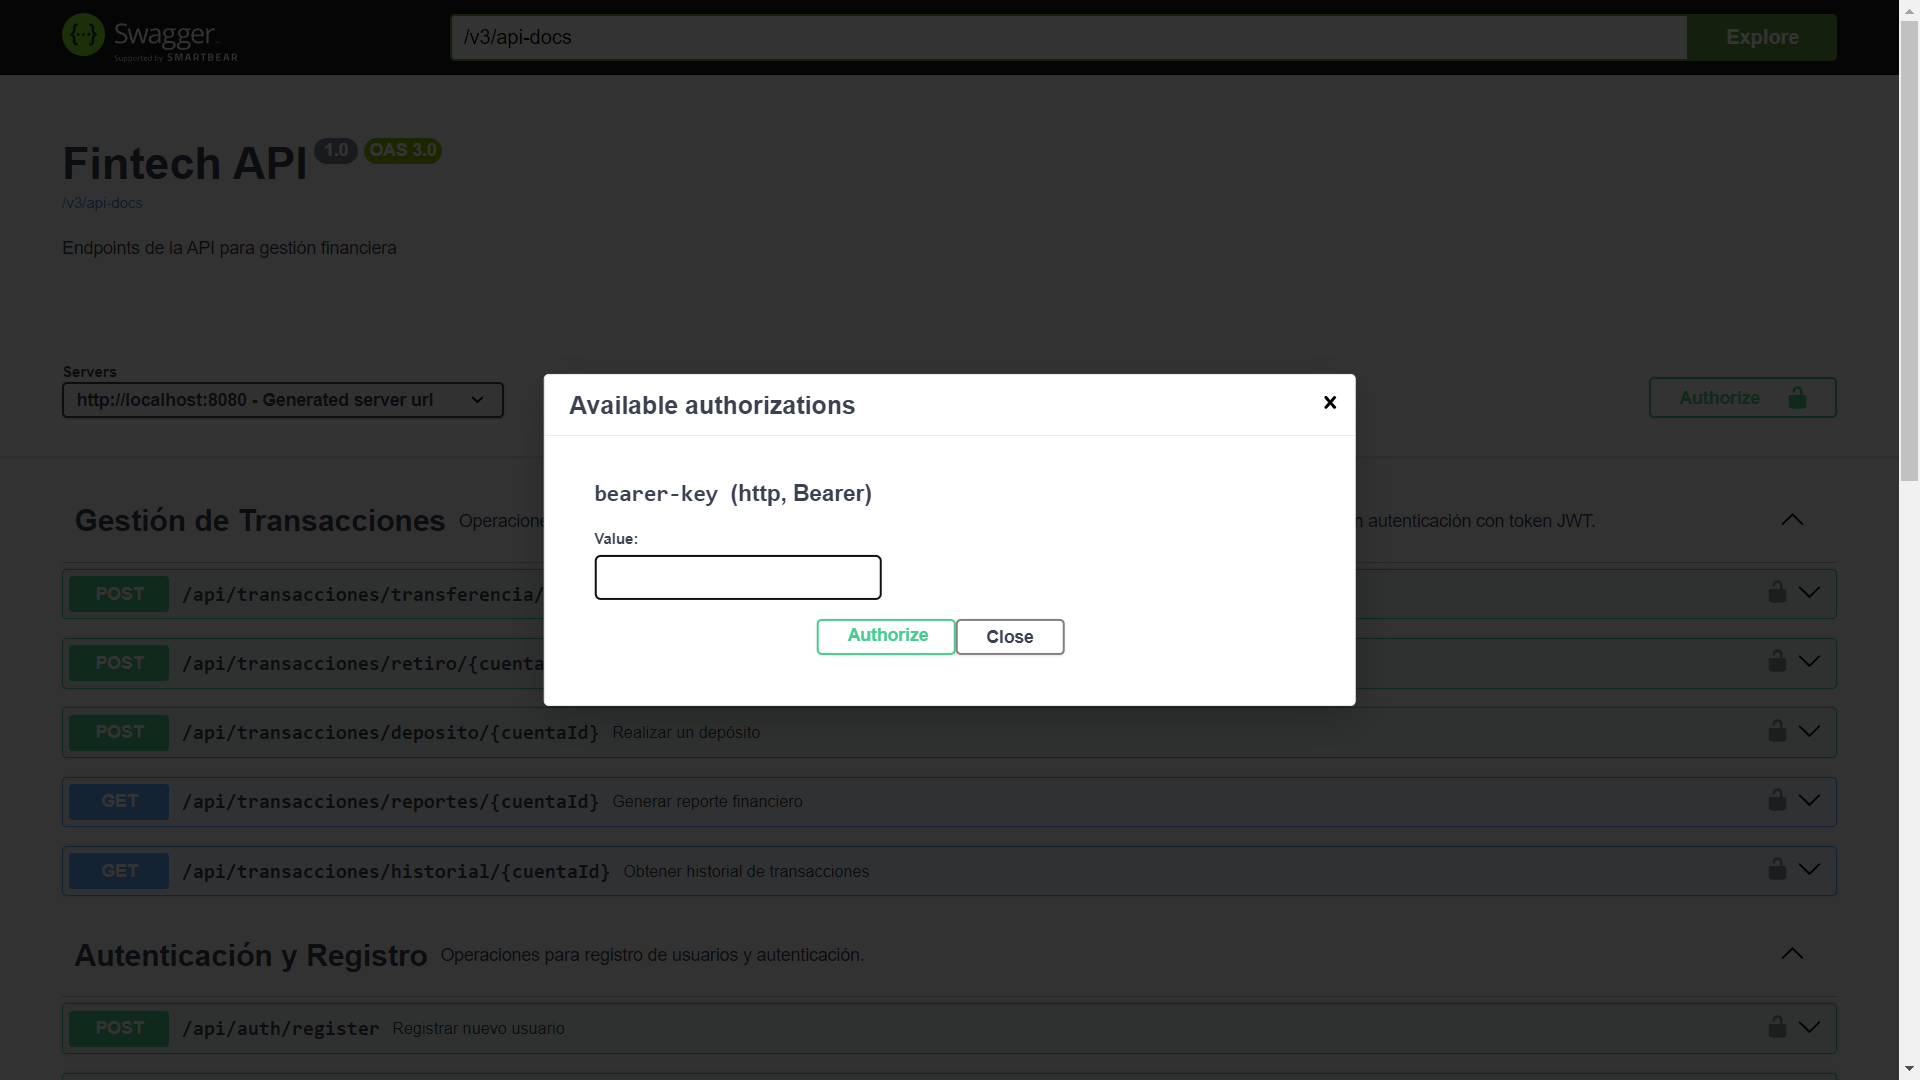 Swagger
Supported by SMARTBEAR
/v3/api-docs
Explore
Fintech API 1.0 OAS 3.0
/v3/api-docs
Endpoints de la API para gestión financiera
Servers
http://localhost:8080 - Generated server url
Authorize
Available authorizations
bearer-key (http, Bearer)
Value:
Authorize Close
Gestión de Transacciones autenticación con token JWT.
POST /api/transacciones/transferencia/
POST /api/transacciones/retiro/{cuenta
POST /api/transacciones/deposito/{cuentaId} Realizar un depósito
GET /api/transacciones/reportes/{cuentaId} Generar reporte financiero
GET /api/transacciones/historial/{cuentaId} Obtener historial de transacciones
Autenticación y Registro Operaciones para registro de usuarios y autenticación.
POST /api/auth/register Registrar nuevo usuario